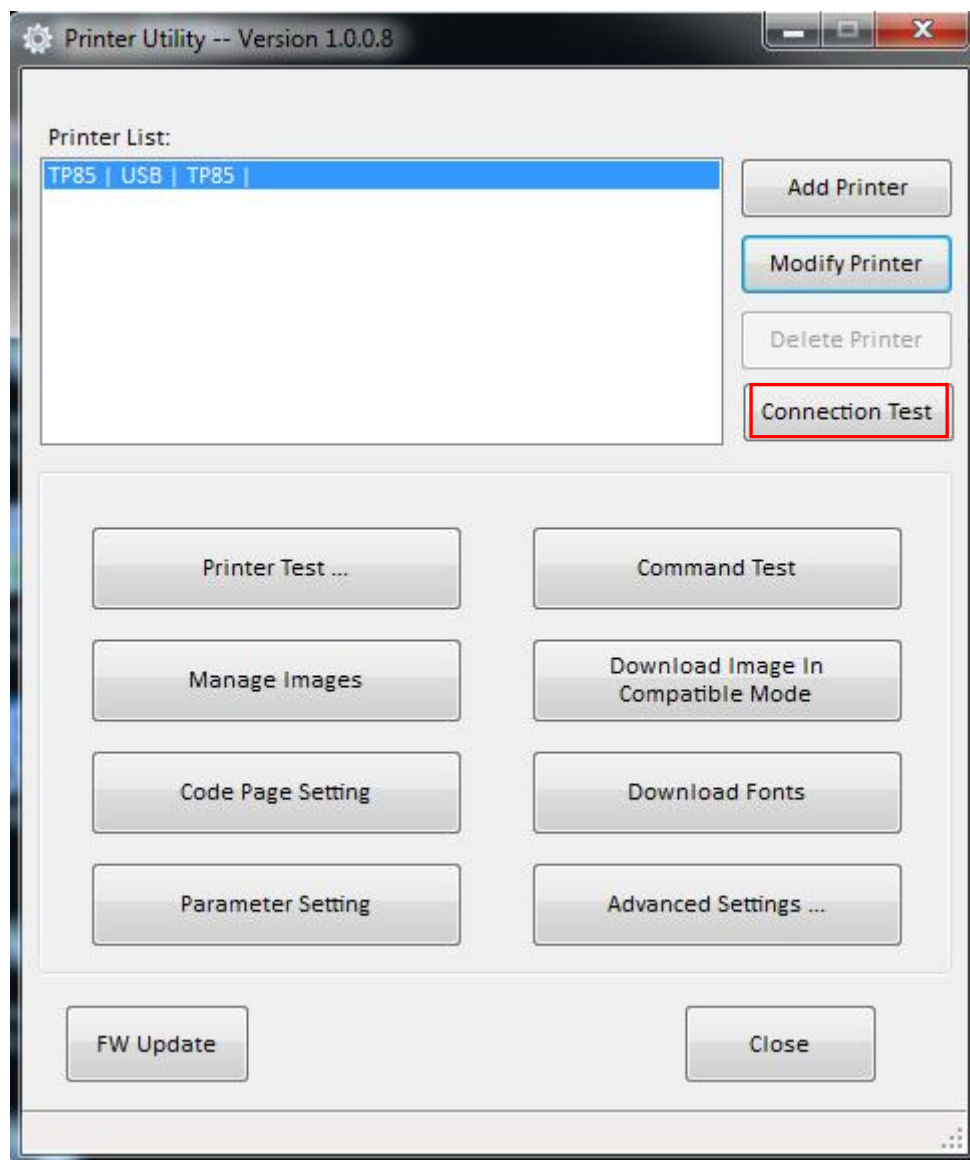 Printer Utility -- Version 1.0.0.8
Printer List:
TP85 | USB | TP85 |
Add Printer
Modify Printer
Delete Printer
Connection Test
Printer Test ...
Command Test
Manage Images
Download Image In
Compatible Mode
Code Page Setting
Download Fonts
Parameter Setting
Advanced Settings ...
FW Update
Close